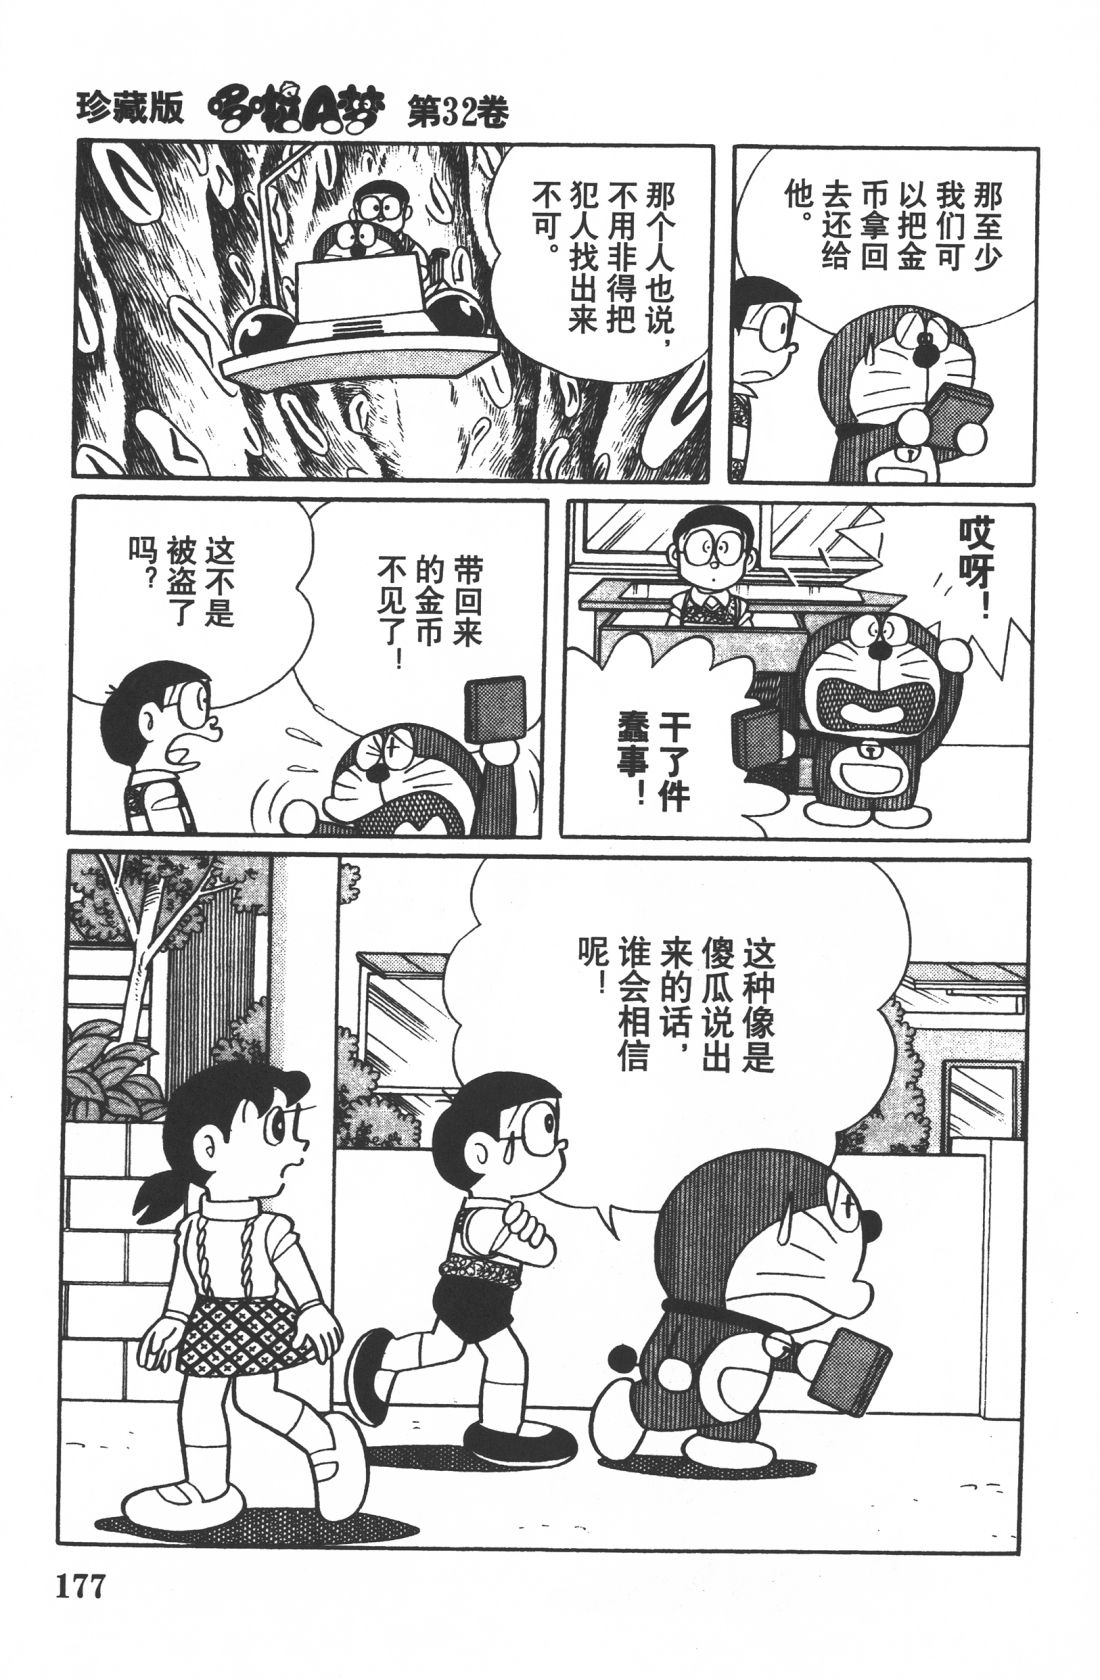 珍藏版 哆啦A梦 第32卷
那至少
我们可
以把金
币拿回
去还给
他。
那个人也说，
不用非得把
犯人找出来
不可。
哎呀！
干了件
蠢事！
带回来
的金币
不见了！
这不是
被盗了
吗？
这种像是
傻瓜说出
来的话，
谁会相信
呢！
177